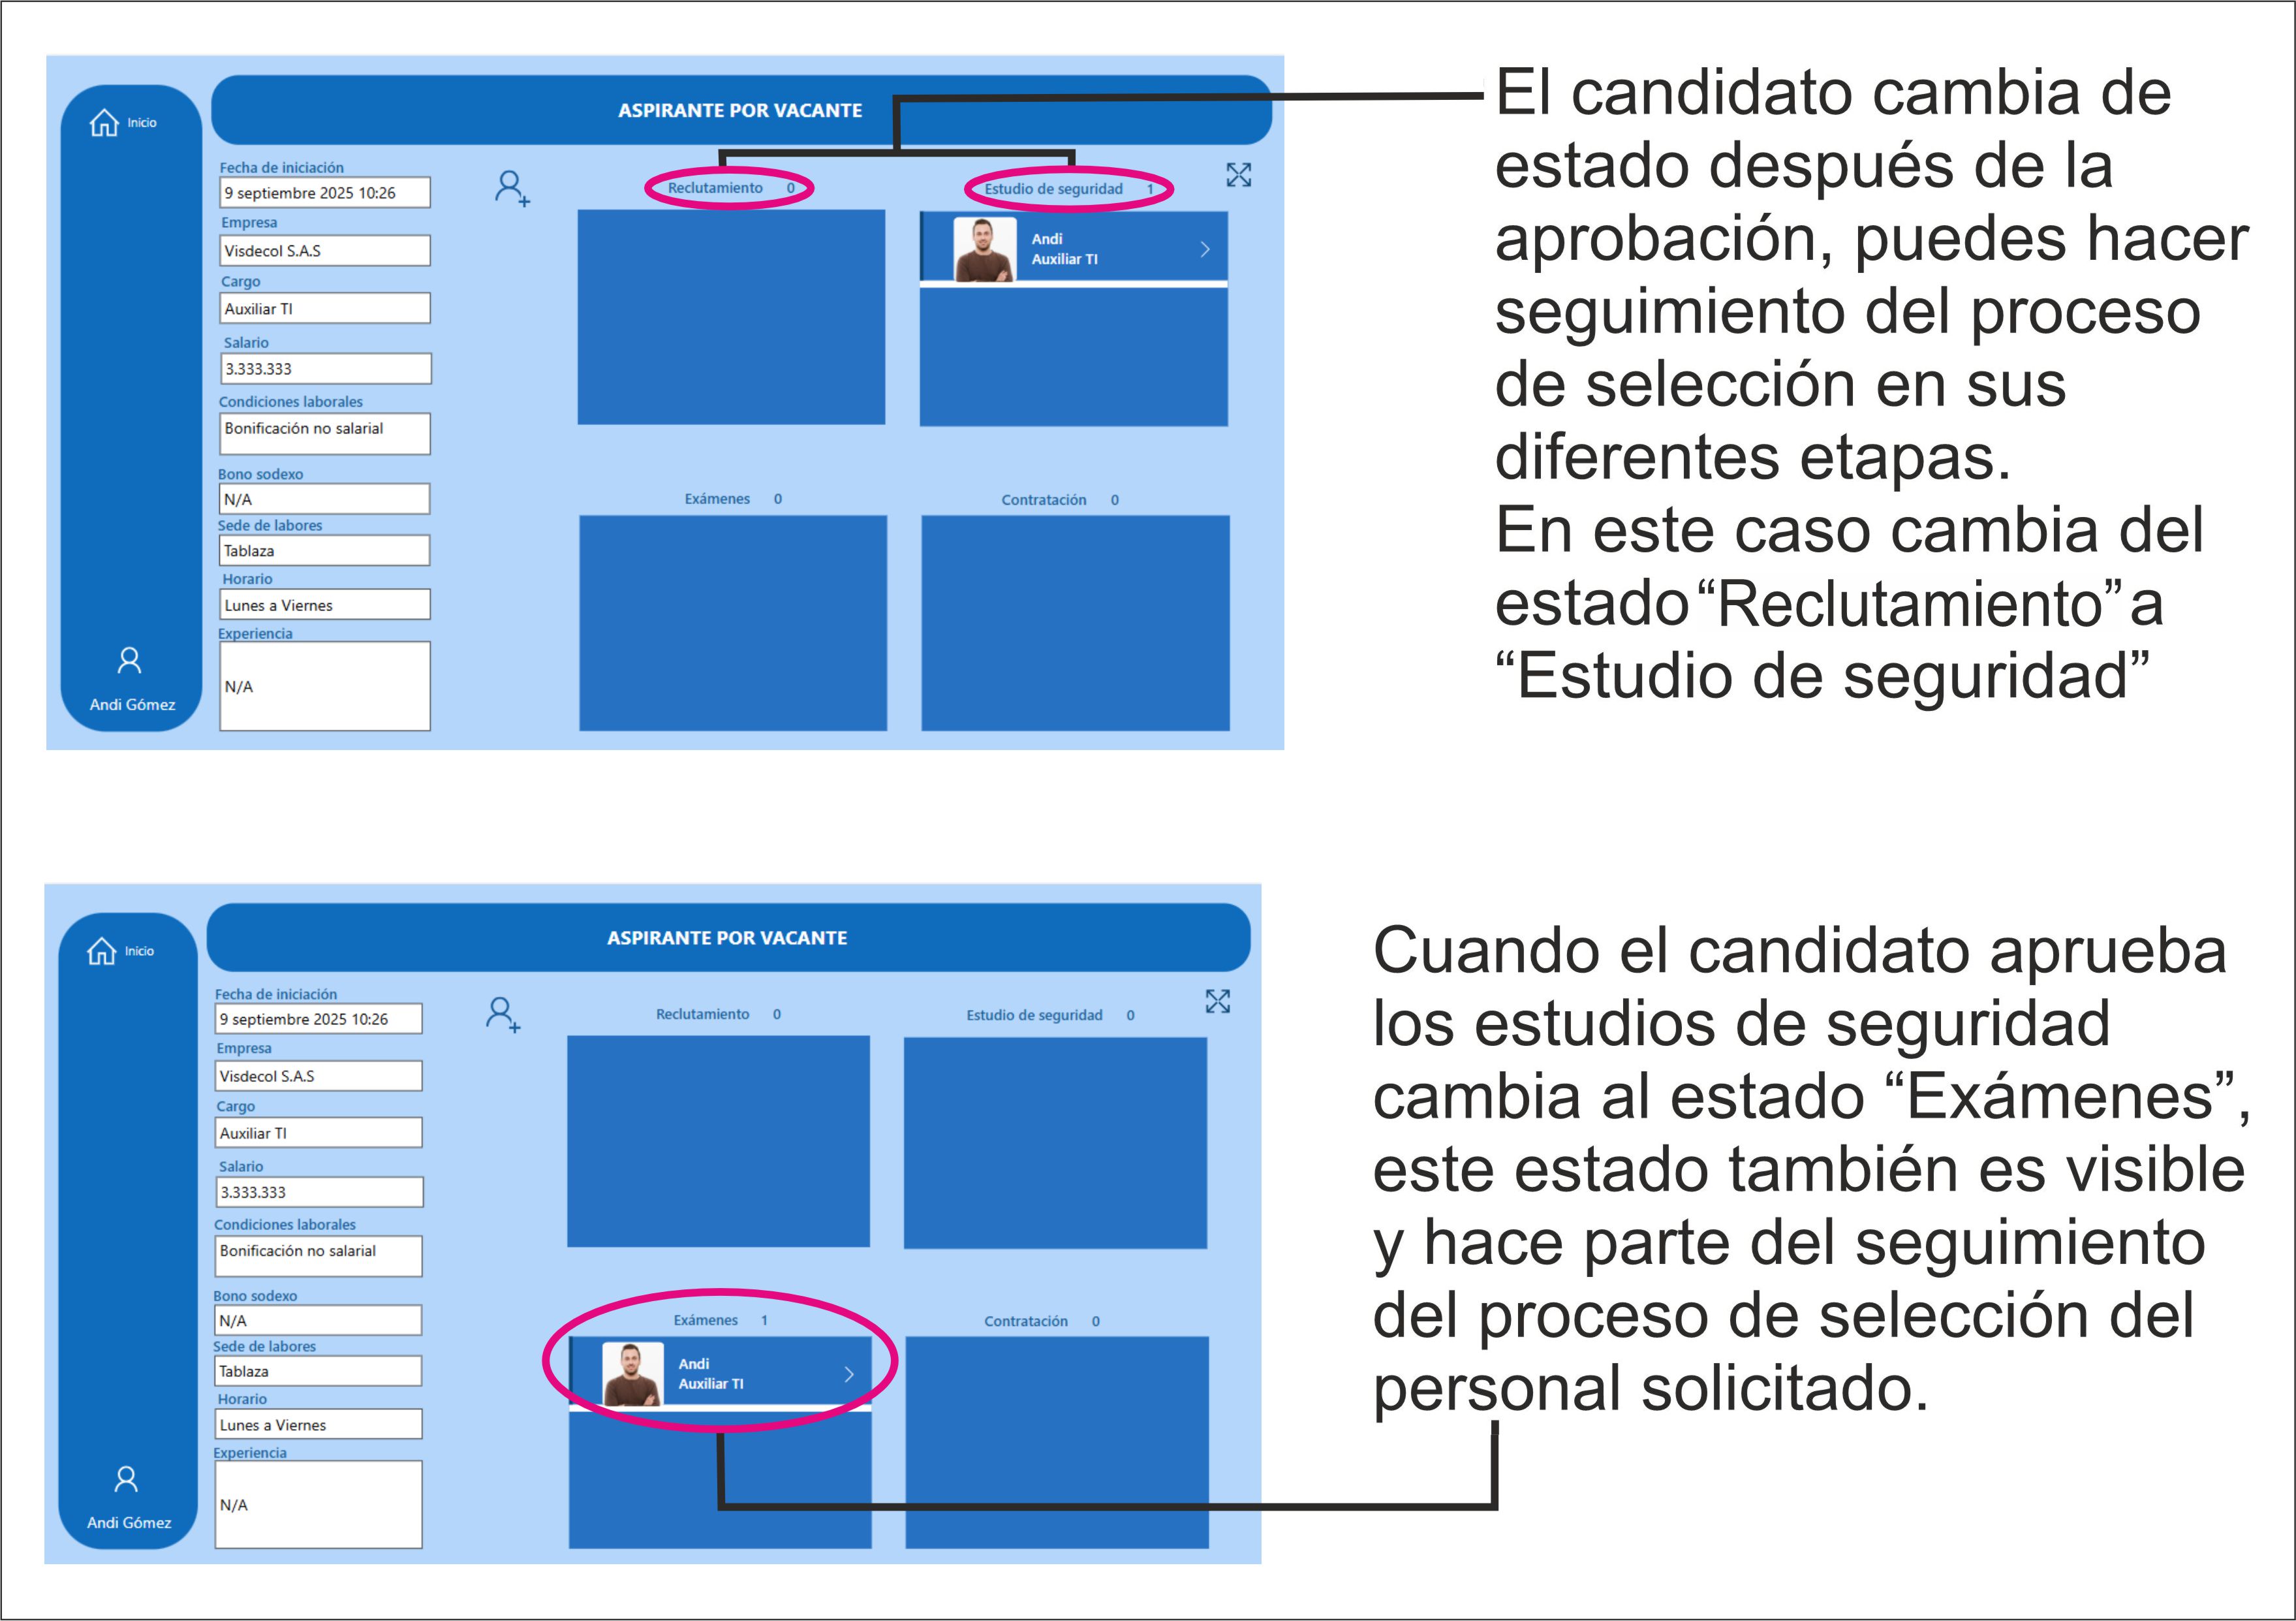 Inicio
ASPIRANTE POR VACANTE
Fecha de iniciación
9 septiembre 2025 10:26
Empresa
Visdecol S.A.S
Cargo
Auxiliar TI
Salario
3.333.333
Condiciones laborales
Bonificación no salarial
Bono sodexo
N/A
Sede de labores
Tablaza
Horario
Lunes a Viernes
Experiencia
N/A
Andi Gómez
Reclutamiento 0
Estudio de seguridad 1
Andi
Auxiliar TI
Exámenes 0
Contratación 0
El candidato cambia de
estado después de la
aprobación, puedes hacer
seguimiento del proceso
de selección en sus
diferentes etapas.
En este caso cambia del
estado “Reclutamiento” a
“Estudio de seguridad”
Inicio
ASPIRANTE POR VACANTE
Fecha de iniciación
9 septiembre 2025 10:26
Empresa
Visdecol S.A.S
Cargo
Auxiliar TI
Salario
3.333.333
Condiciones laborales
Bonificación no salarial
Bono sodexo
N/A
Sede de labores
Tablaza
Horario
Lunes a Viernes
Experiencia
N/A
Andi Gómez
Reclutamiento 0
Estudio de seguridad 0
Exámenes 1
Andi
Auxiliar TI
Contratación 0
Cuando el candidato aprueba
los estudios de seguridad
cambia al estado “Exámenes”,
este estado también es visible
y hace parte del seguimiento
del proceso de selección del
personal solicitado.